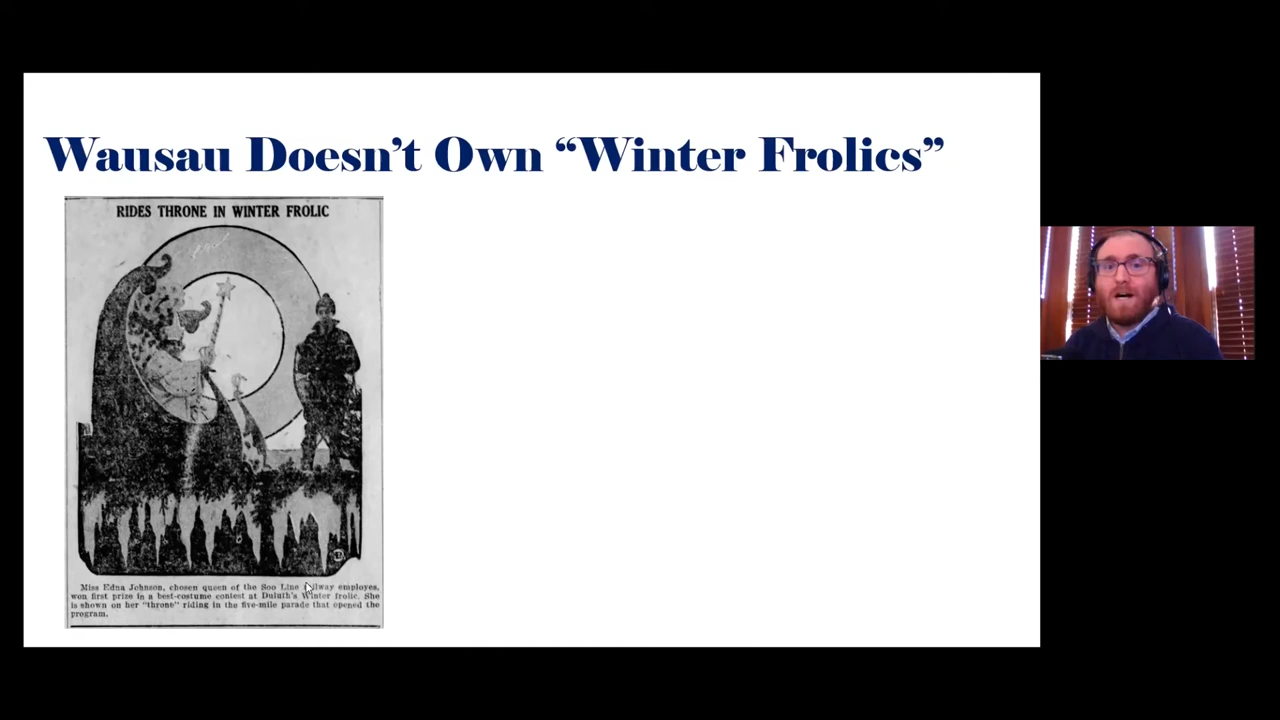 Wausau Doesn’t Own “Winter Frolics”
RIDES THRONE IN WINTER FROLIC
Miss Edna Johnson, chosen queen of the Soo Line railway employes,
won first prize in a best-costume contest at Duluth's Winter frolic. She
is shown on her "throne" riding in the five-mile parade that opened the
program.